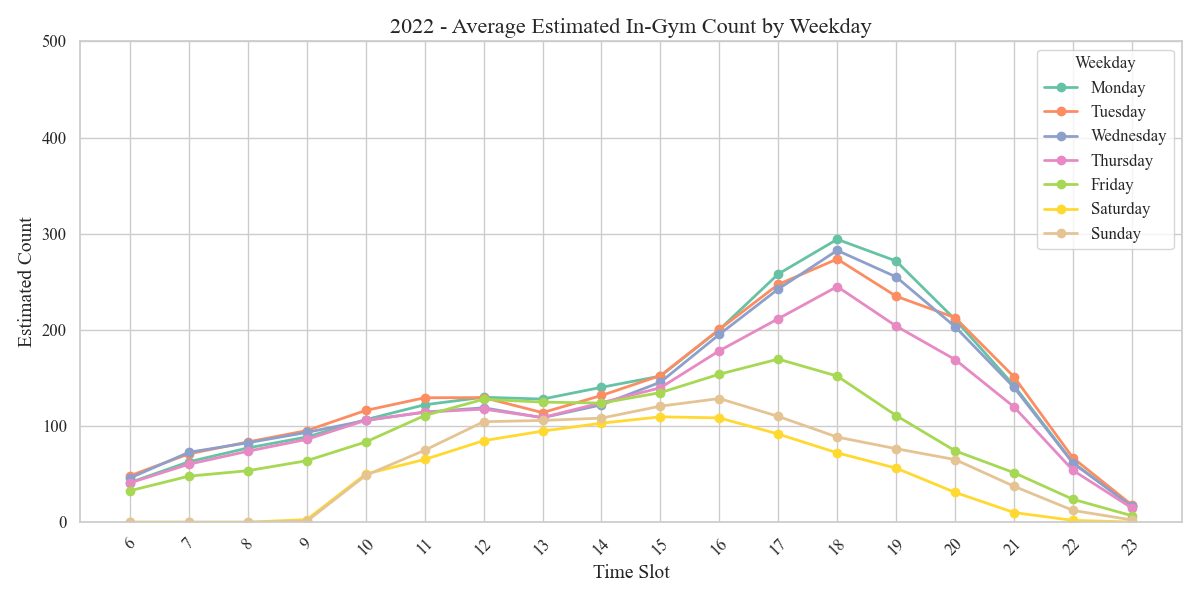 2022 - Average Estimated In-Gym Count by Weekday
500
400
300
200
100
0
Estimated Count
Weekday
Monday
Tuesday
Wednesday
Thursday
Friday
Saturday
Sunday
6 7 8 9 10 11 12 13 14 15 16 17 18 19 20 21 22 23
Time Slot